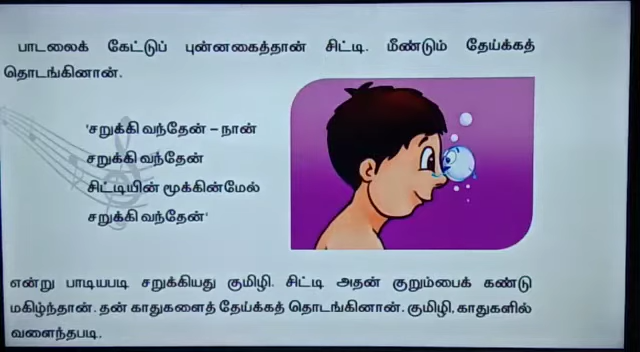 பாடலைக் கேட்டுப் புன்னகைத்தான் சிட்டி. மீண்டும் தேய்க்கத்
தொடங்கினான்.
'சறுக்கி வந்தேன் – நான்
சறுக்கி வந்தேன்
சிட்டியின் மூக்கின்மேல்
சறுக்கி வந்தேன்'
என்று பாடியபடி சறுக்கியது குமிழி. சிட்டி அதன் குறும்பைக் கண்டு
மகிழ்ந்தான். தன் காதுகளைத் தேய்க்கத் தொடங்கினான். குமிழி, காதுகளில்
வளைந்தபடி,